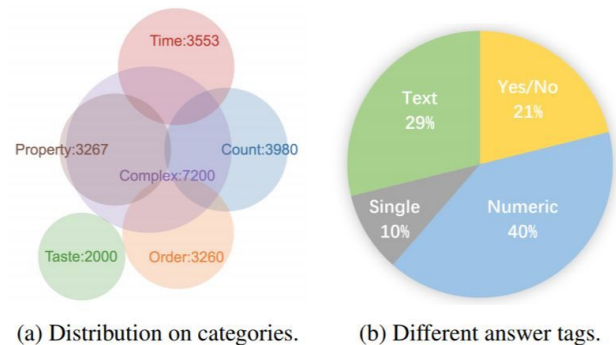 Time:3553
Property:3267
Count:3980
Complex:7200
Taste:2000
Order:3260
(a) Distribution on categories.
Text
29%
Yes/No
21%
Single
10%
Numeric
40%
(b) Different answer tags.